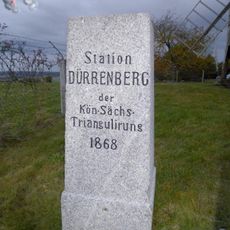 Station
DÜRRENBERG
der
Kön·Sächs·
Triangulirung
1868